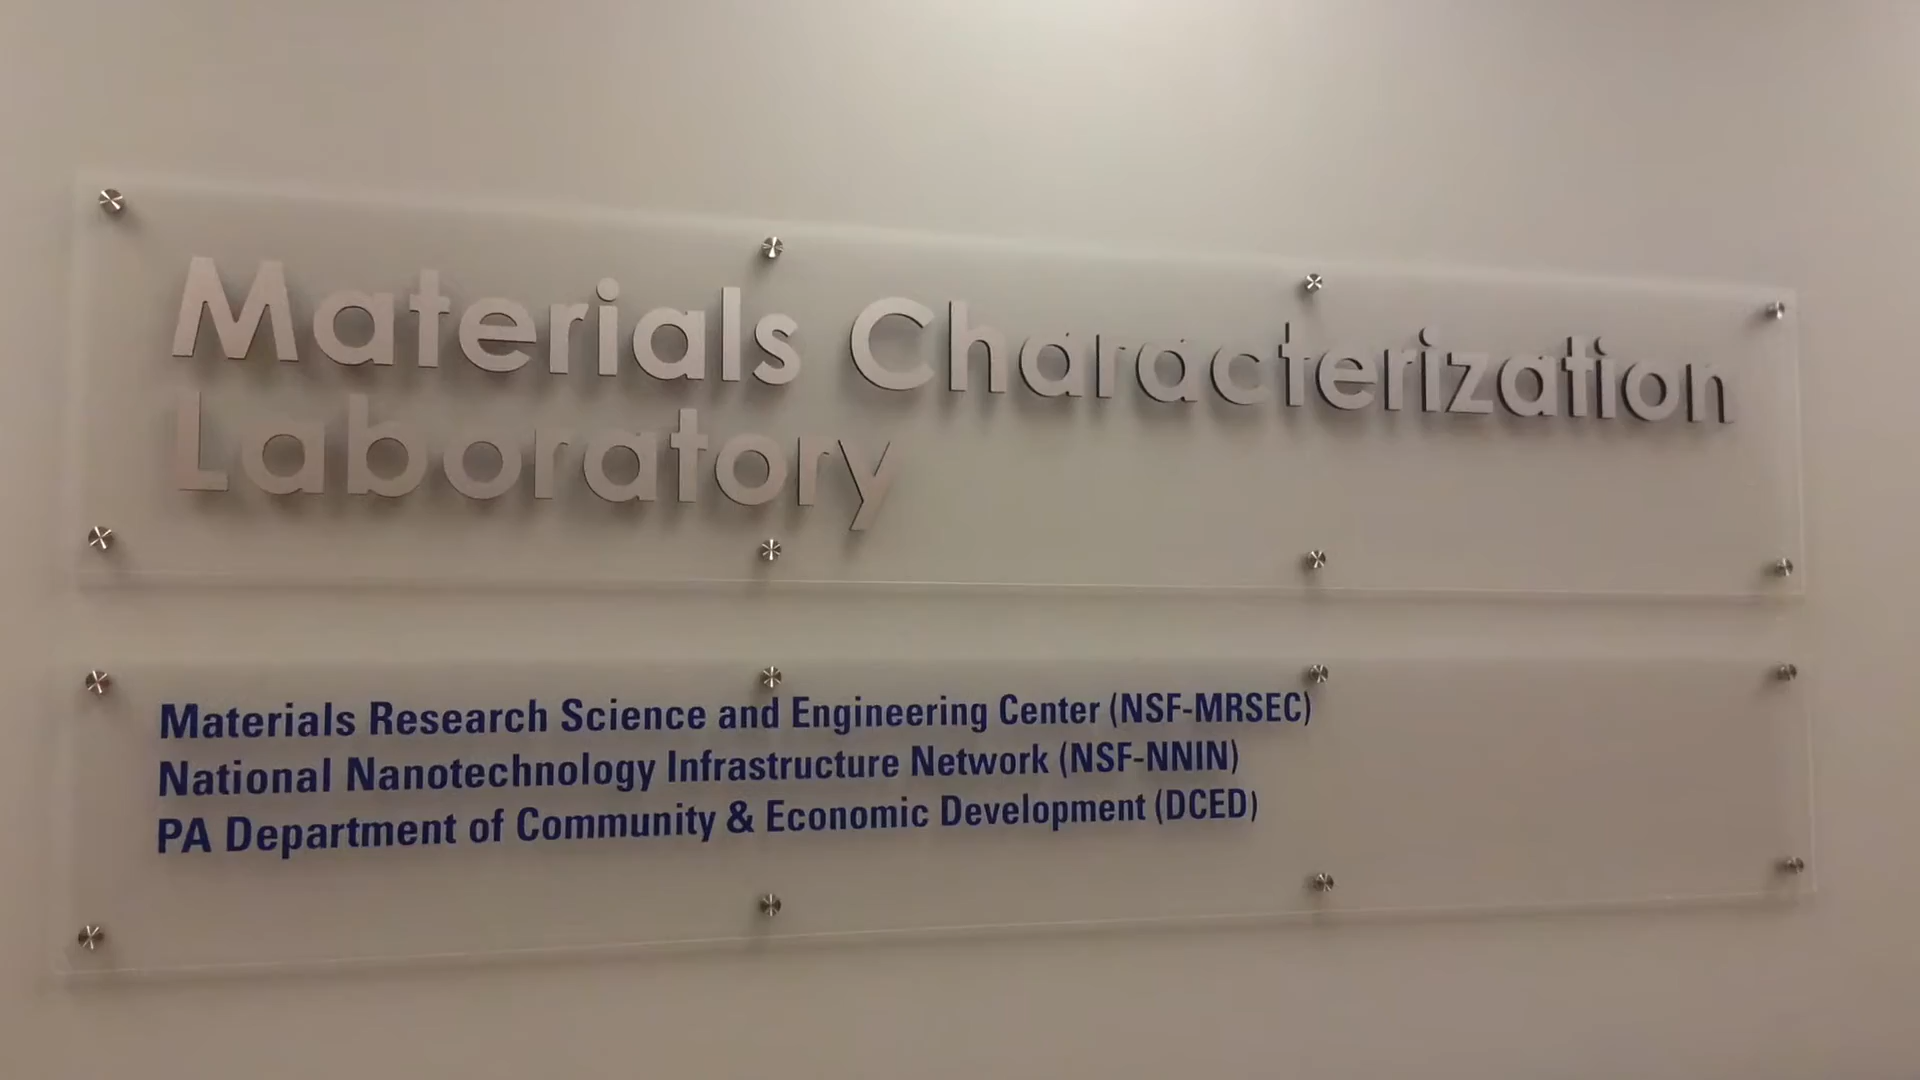 Materials Characterization
Laboratory
Materials Research Science and Engineering Center (NSF-MRSEC)
National Nanotechnology Infrastructure Network (NSF-NNIN)
PA Department of Community & Economic Development (DCED)